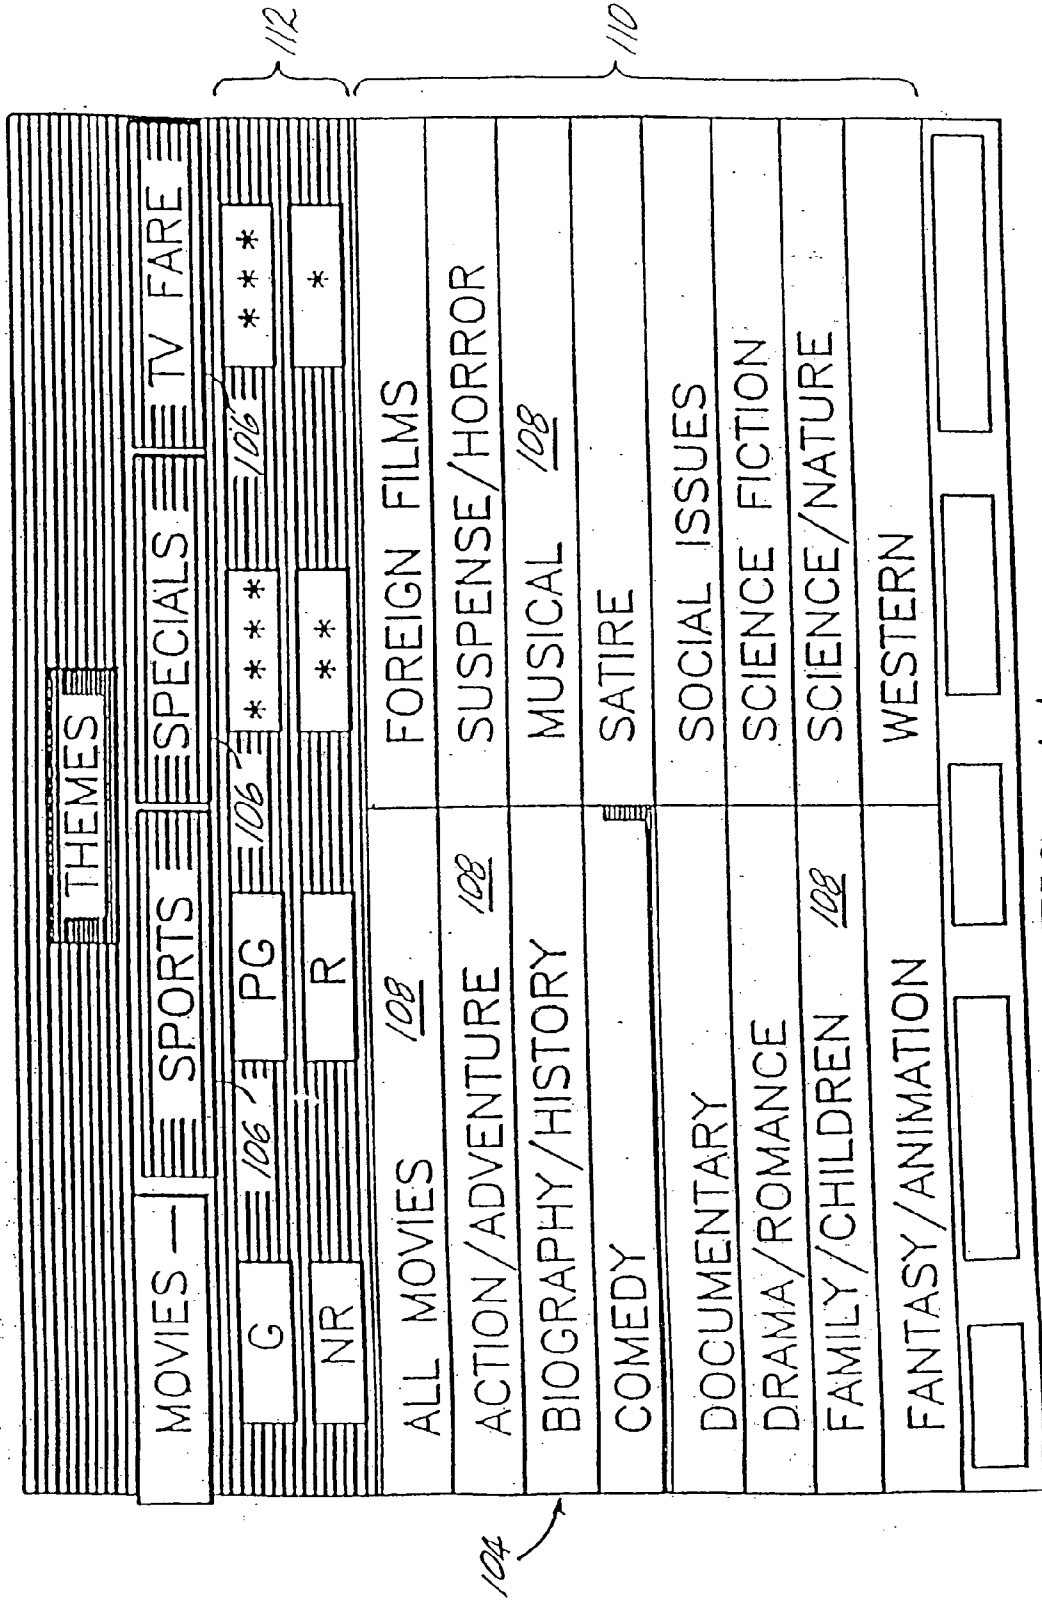 THEMES
MOVIES SPORTS SPECIALS TV FARE
G 106 PG 106 **** 106 *** 112
NR R ** *
ALL MOVIES 108 FOREIGN FILMS
ACTION/ADVENTURE 108 SUSPENSE/HORROR
BIOGRAPHY/HISTORY MUSICAL 108
COMEDY SATIRE
110
104
DOCUMENTARY SOCIAL ISSUES
DRAMA/ROMANCE SCIENCE FICTION
FAMILY/CHILDREN 108 SCIENCE/NATURE
FANTASY/ANIMATION WESTERN